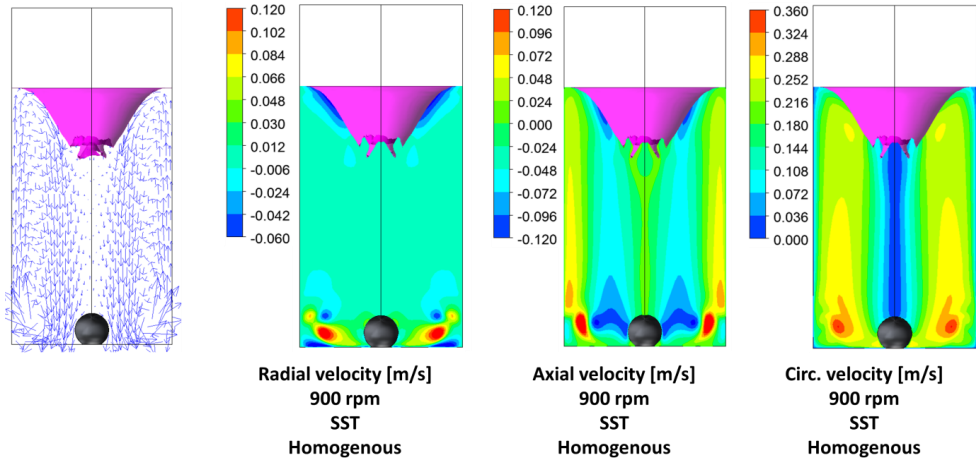 0.120
0.102
0.084
0.066
0.048
0.030
0.012
-0.006
-0.024
-0.042
-0.060
0.120
0.096
0.072
0.048
0.024
0.000
-0.024
-0.048
-0.072
-0.096
-0.120
0.360
0.324
0.288
0.252
0.216
0.180
0.144
0.108
0.072
0.036
0.000
Radial velocity [m/s]
900 rpm
SST
Homogenous
Axial velocity [m/s]
900 rpm
SST
Homogenous
Circ. velocity [m/s]
900 rpm
SST
Homogenous